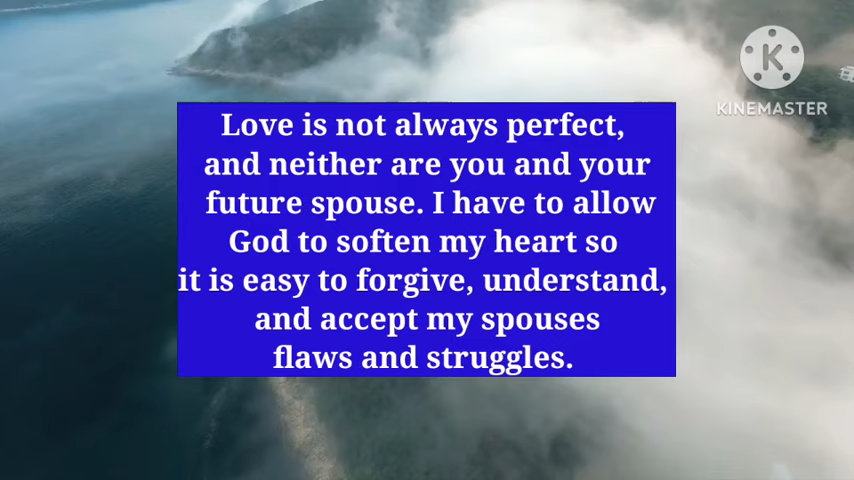 KINEMASTER
Love is not always perfect,
and neither are you and your
future spouse. I have to allow
God to soften my heart so
it is easy to forgive, understand,
and accept my spouses
flaws and struggles.